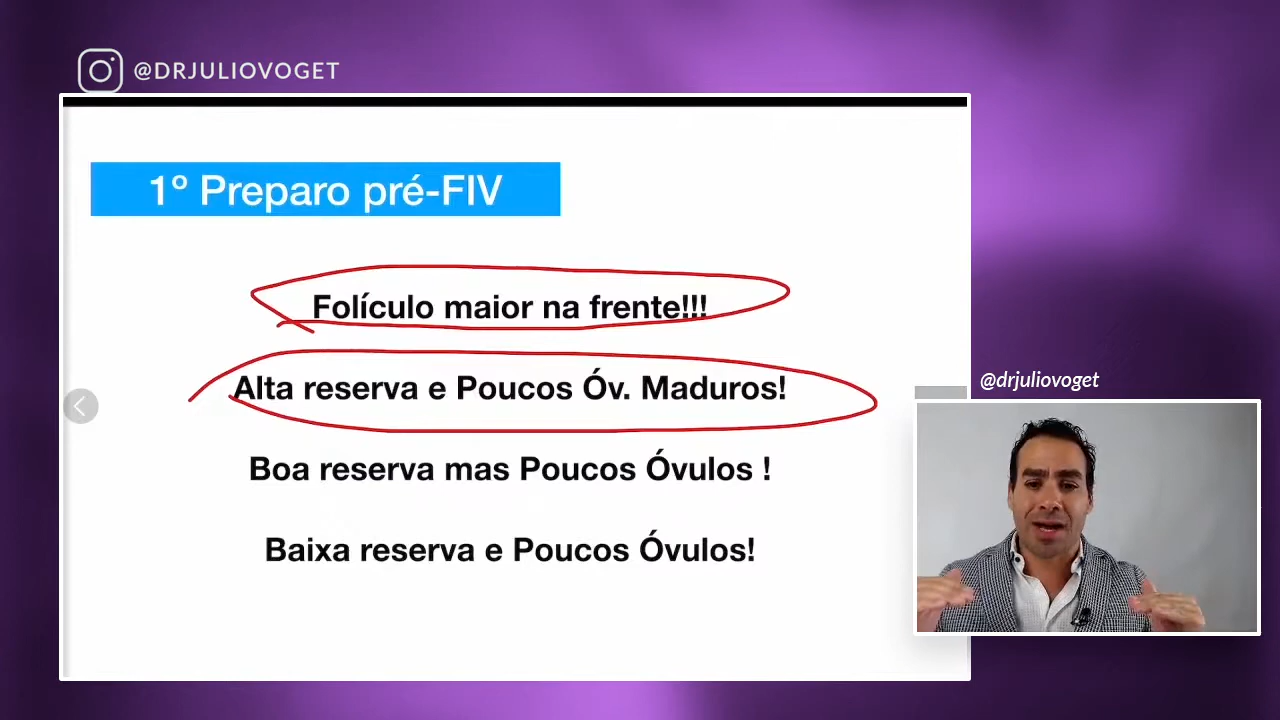 @DRJULIOVOGET
1º Preparo pré-FIV
Folículo maior na frente!!!
Alta reserva e Poucos Óv. Maduros!
Boa reserva mas Poucos Óvulos !
Baixa reserva e Poucos Óvulos!
@drjuliovoget